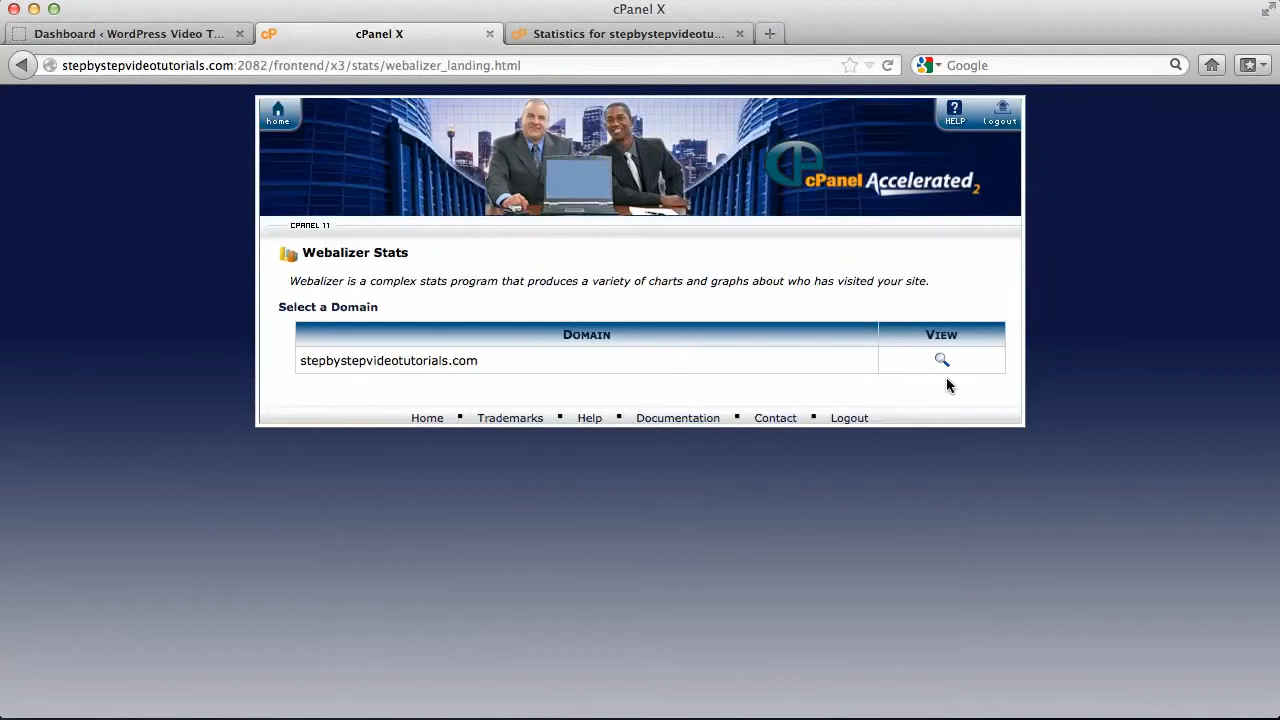 cPanel X
Dashboard ‹ WordPress Video T...
cPanel X
Statistics for stepbystepvideotu...
stepbystepvideotutorials.com:2082/frontend/x3/stats/webalizer_landing.html
Google
home
HELP
logout
cPanel Accelerated2
CPANEL 11
Webalizer Stats
Webalizer is a complex stats program that produces a variety of charts and graphs about who has visited your site.
Select a Domain
DOMAIN VIEW
stepbystepvideotutorials.com
Home ▪ Trademarks ▪ Help ▪ Documentation ▪ Contact ▪ Logout